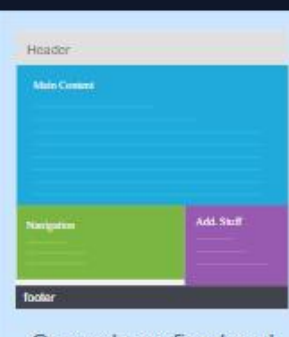 Header
Main Content
Navigation
Add. Stuff
footer